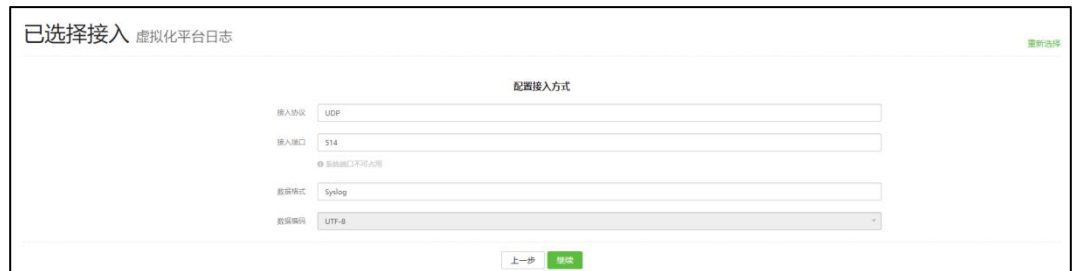 已选择接入 虚拟化平台日志
重新选择
配置接入方式
接入协议 UDP
接入端口 514
系统端口不可占用
数据格式 Syslog
数据编码 UTF-8
上一步 继续